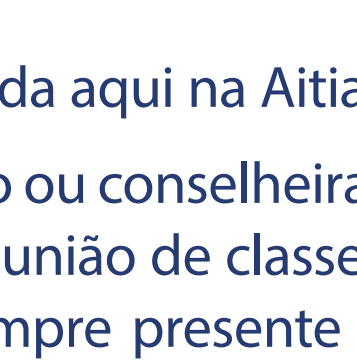 da aqui na Aitia
o ou conselheira
união de classe
mpre presente